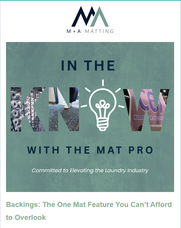 M+A MATTING
IN THE
KNOW
WITH THE MAT PRO
Committed to Elevating the Laundry Industry
Backings: The One Mat Feature You Can't Afford
to Overlook